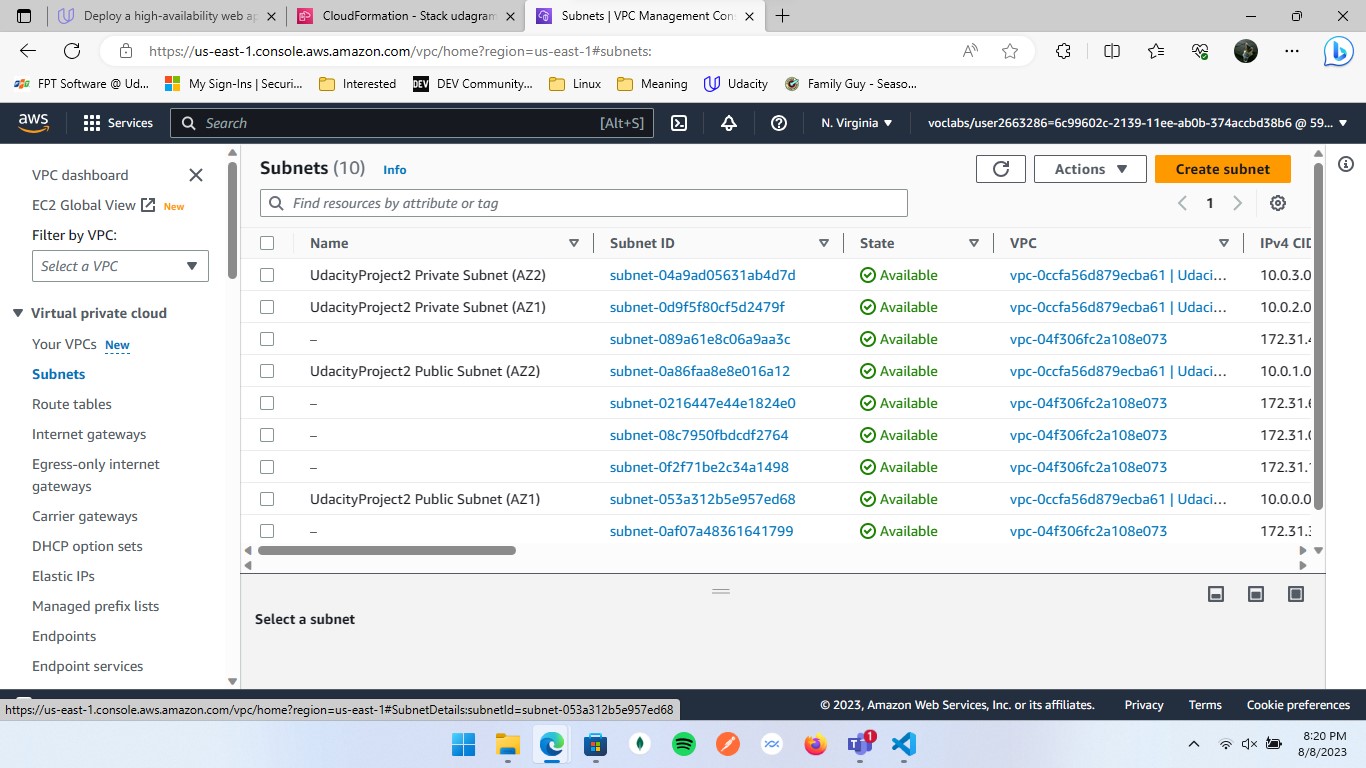 Deploy a high-availability web ap
CloudFormation - Stack udagram
Subnets | VPC Management Con
https://us-east-1.console.aws.amazon.com/vpc/home?region=us-east-1#subnets:
FPT Software @ Ud...
My Sign-Ins | Securi...
Interested
DEV Community...
Linux
Meaning
Udacity
Family Guy - Seaso...
aws
Services
Search
[Alt+S]
N. Virginia
voclabs/user2663286=6c99602c-2139-11ee-ab0b-374accbd38b6 @ 59...
VPC dashboard
EC2 Global View New
Filter by VPC:
Select a VPC
Virtual private cloud
Your VPCs New
Subnets
Route tables
Internet gateways
Egress-only internet
gateways
Carrier gateways
DHCP option sets
Elastic IPs
Managed prefix lists
Endpoints
Endpoint services
Subnets (10) Info
Actions
Create subnet
Find resources by attribute or tag
1
Name Subnet ID State VPC IPv4 CID
UdacityProject2 Private Subnet (AZ2) subnet-04a9ad05631ab4d7d Available vpc-0ccfa56d879ecba61 | Udaci... 10.0.3.0
UdacityProject2 Private Subnet (AZ1) subnet-0d9f5f80cf5d2479f Available vpc-0ccfa56d879ecba61 | Udaci... 10.0.2.0
– subnet-089a61e8c06a9aa3c Available vpc-04f306fc2a108e073 172.31.4
UdacityProject2 Public Subnet (AZ2) subnet-0a86faa8e8e016a12 Available vpc-0ccfa56d879ecba61 | Udaci... 10.0.1.0
– subnet-0216447e44e1824e0 Available vpc-04f306fc2a108e073 172.31.6
– subnet-08c7950fbdcdf2764 Available vpc-04f306fc2a108e073 172.31.0
– subnet-0f2f71be2c34a1498 Available vpc-04f306fc2a108e073 172.31.1
UdacityProject2 Public Subnet (AZ1) subnet-053a312b5e957ed68 Available vpc-0ccfa56d879ecba61 | Udaci... 10.0.0.0
– subnet-0af07a48361641799 Available vpc-04f306fc2a108e073 172.31.3
Select a subnet
https://us-east-1.console.aws.amazon.com/vpc/home?region=us-east-1#SubnetDetails:subnetId=subnet-053a312b5e957ed68
© 2023, Amazon Web Services, Inc. or its affiliates.
Privacy
Terms
Cookie preferences
1
8:20 PM
8/8/2023